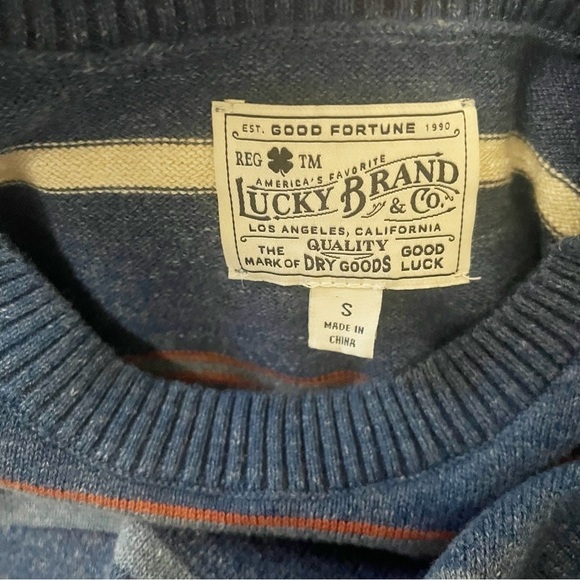 EST. GOOD FORTUNE 1990
REG TM
AMERICA'S FAVORITE
LUCKY BRAND
& CO.
LOS ANGELES, CALIFORNIA
THE MARK OF QUALITY DRY GOODS GOOD LUCK
S
MADE IN
CHINA